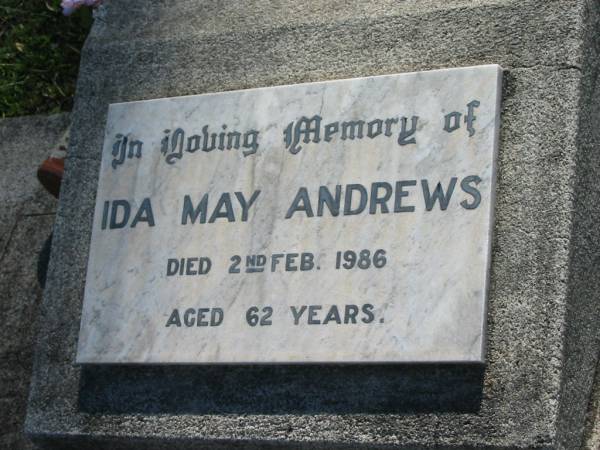 In Loving Memory of
IDA MAY ANDREWS
DIED 2ND FEB. 1986
AGED 62 YEARS.